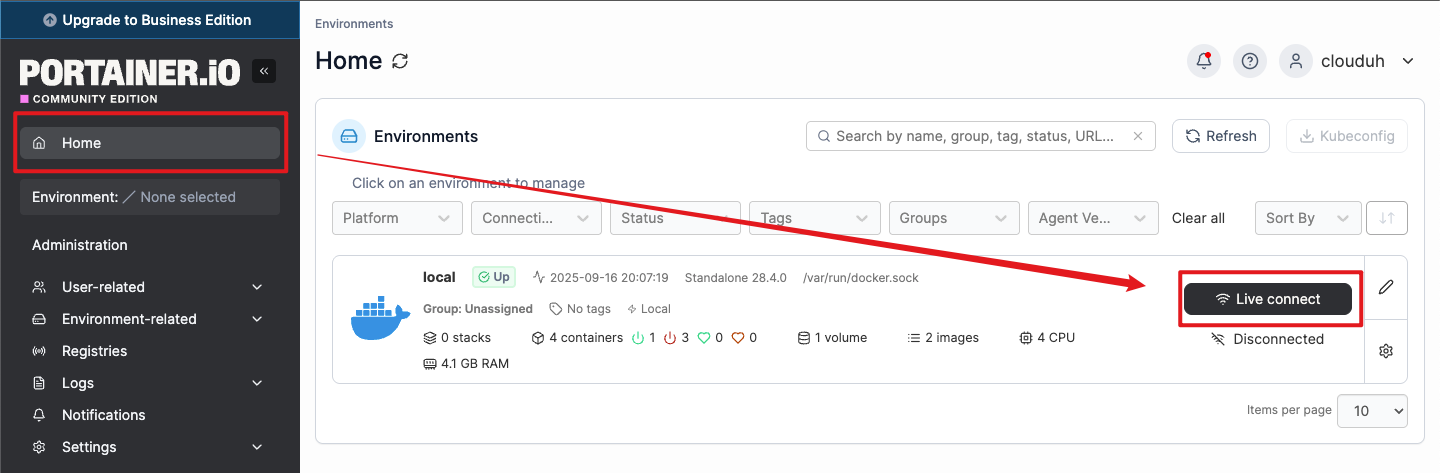 Upgrade to Business Edition
PORTAINER.iO
COMMUNITY EDITION
Home
Environment: None selected
Administration
User-related
Environment-related
Registries
Logs
Notifications
Settings
Environments
Home
clouduh
Environments
Search by name, group, tag, status, URL...
Refresh
Kubeconfig
Click on an environment to manage
Platform
Connecti...
Status
Tags
Groups
Agent Ve...
Clear all
Sort By
local Up 2025-09-16 20:07:19 Standalone 28.4.0 /var/run/docker.sock
Group: Unassigned No tags Local
0 stacks 4 containers 1 3 0 0 1 volume 2 images 4 CPU
4.1 GB RAM
Live connect
Disconnected
Items per page 10